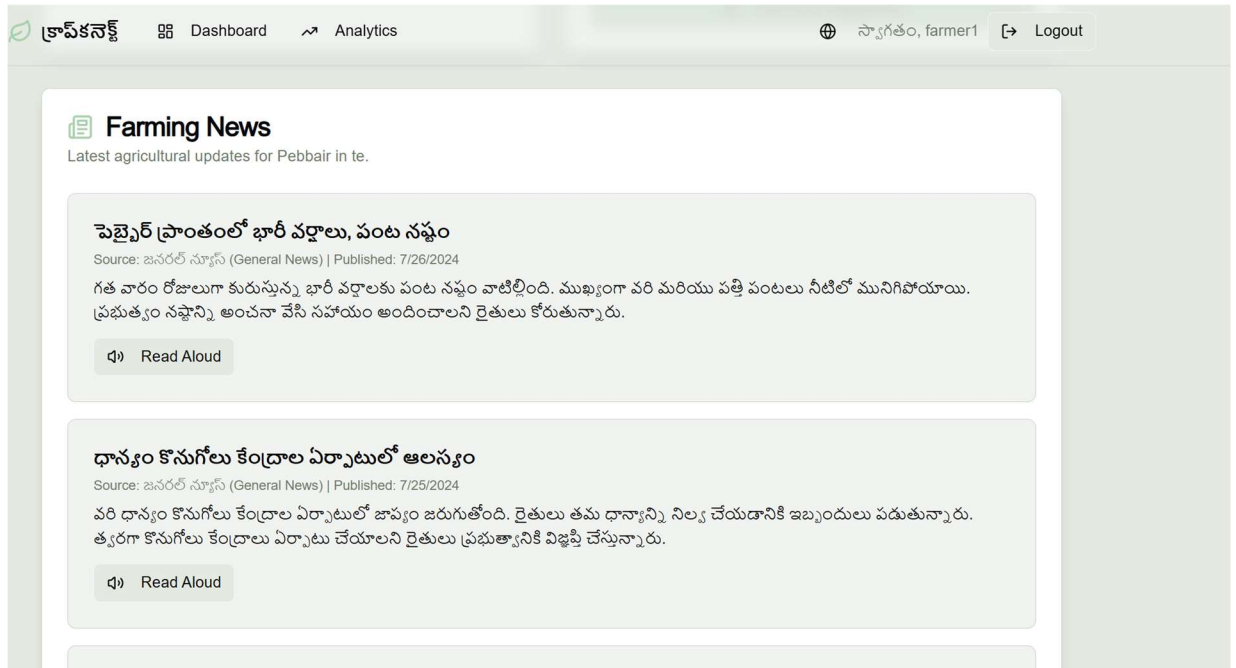 క్రాప్‌కనెక్ట్ Dashboard Analytics స్వాగతం, farmer1 Logout
Farming News
Latest agricultural updates for Pebbair in te.
పెబ్బైర్ ప్రాంతంలో భారీ వర్షాలు, పంట నష్టం
Source: జనరల్ న్యూస్ (General News) | Published: 7/26/2024
గత వారం రోజులుగా కురుస్తున్న భారీ వర్షాలకు పంట నష్టం వాటిల్లింది. ముఖ్యంగా వరి మరియు పత్తి పంటలు నీటిలో మునిగిపోయాయి.
ప్రభుత్వం నష్టాన్ని అంచనా వేసి సహాయం అందించాలని రైతులు కోరుతున్నారు.
Read Aloud
ధాన్యం కొనుగోలు కేంద్రాల ఏర్పాటులో ఆలస్యం
Source: జనరల్ న్యూస్ (General News) | Published: 7/25/2024
వరి ధాన్యం కొనుగోలు కేంద్రాల ఏర్పాటులో జాప్యం జరుగుతోంది. రైతులు తమ ధాన్యాన్ని నిల్వ చేయడానికి ఇబ్బందులు పడుతున్నారు.
త్వరగా కొనుగోలు కేంద్రాలు ఏర్పాటు చేయాలని రైతులు ప్రభుత్వానికి విజ్ఞప్తి చేస్తున్నారు.
Read Aloud